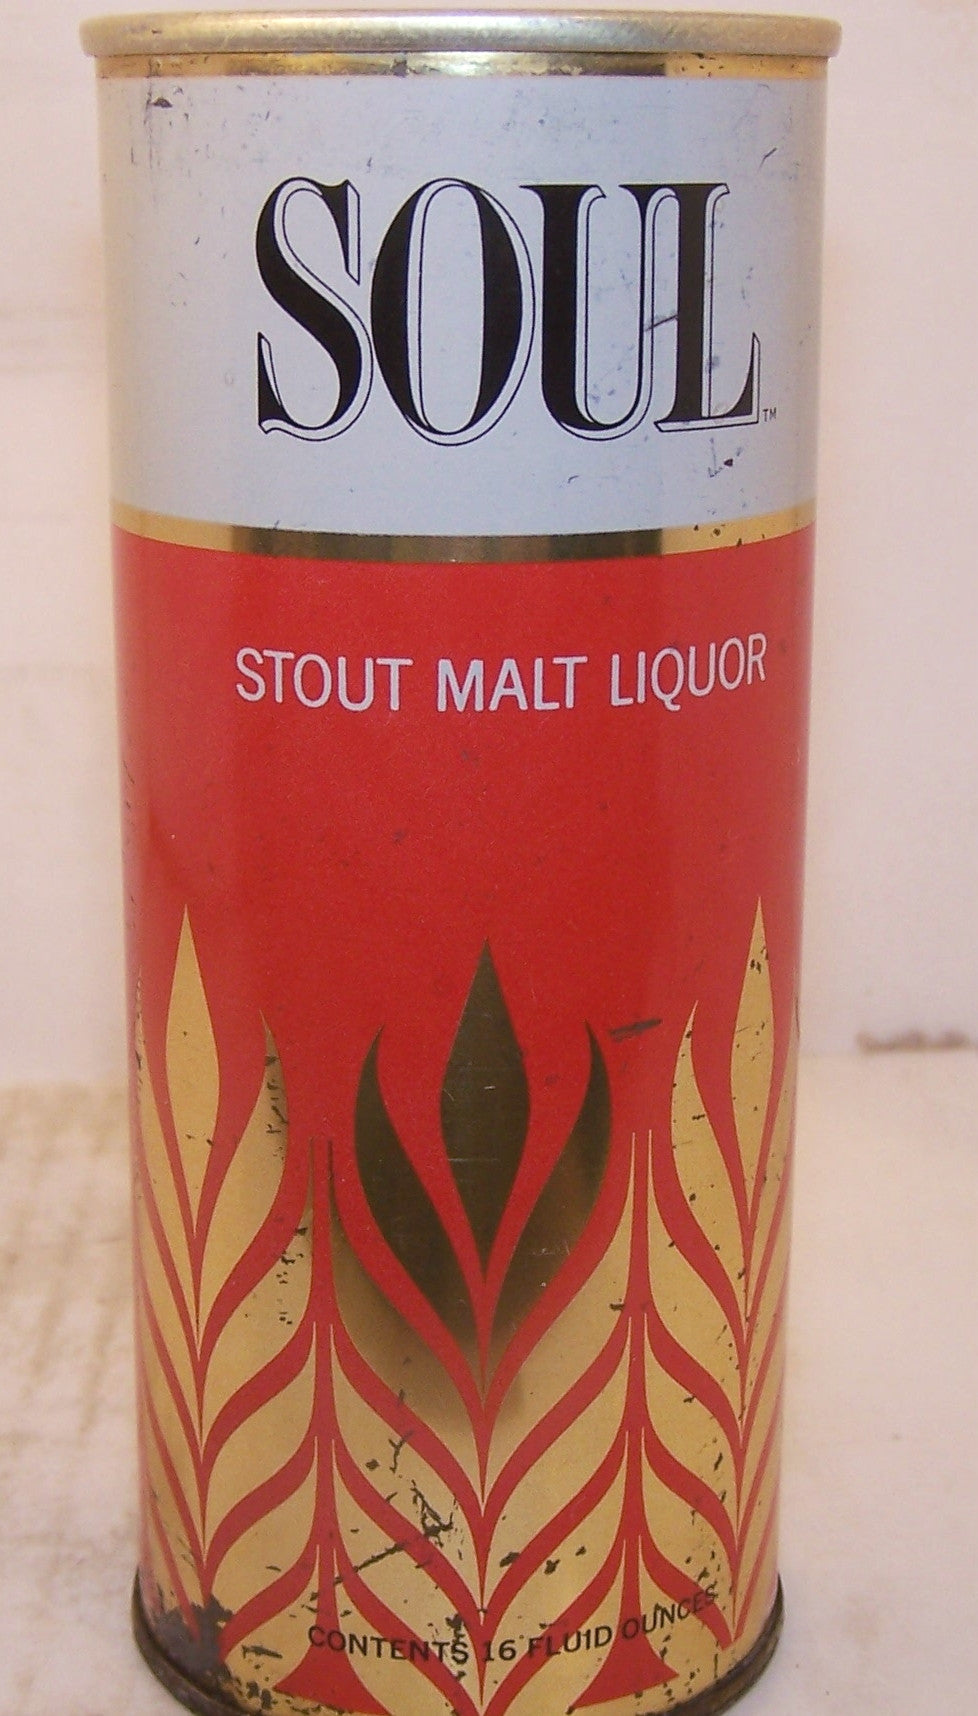 SOUL™
STOUT MALT LIQUOR
CONTENTS 16 FLUID OUNCES